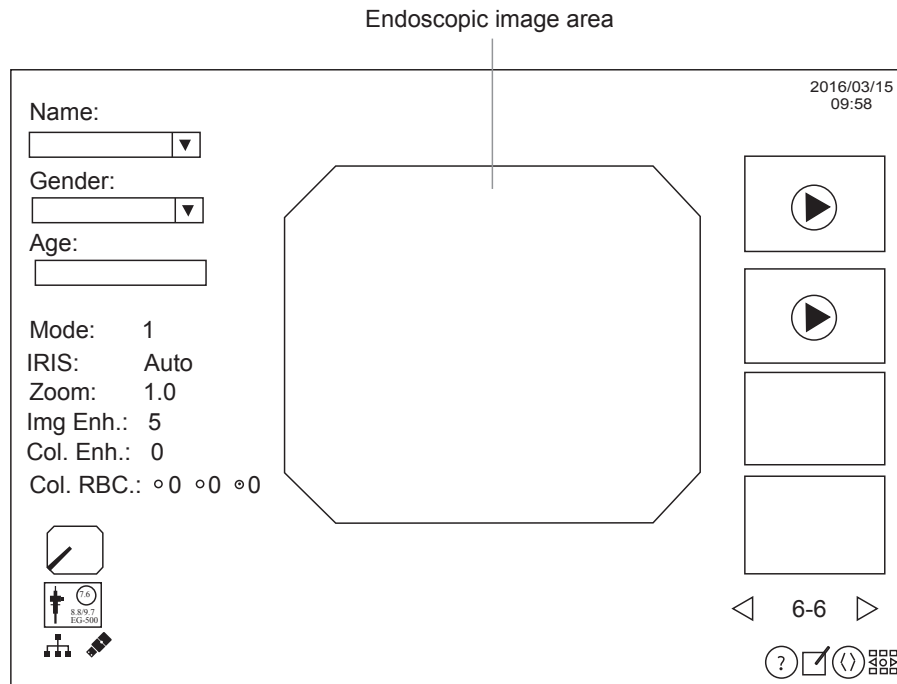 Endoscopic image area
2016/03/15
09:58
Name:
Gender:
Age:
Mode: 1
IRIS: Auto
Zoom: 1.0
Img Enh.: 5
Col. Enh.: 0
Col. RBC.: 0 0 0
7.6
8.8/9.7
EG-500
6-6
?